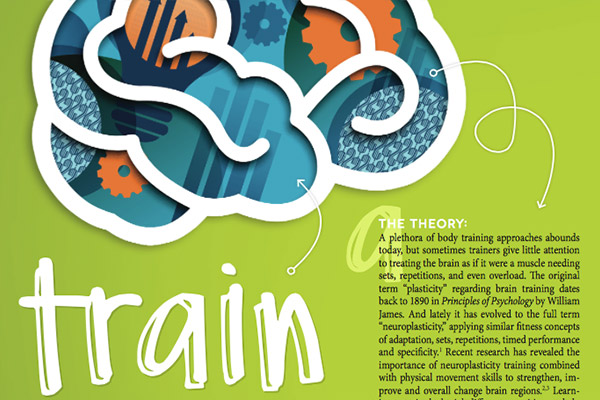 train
a
THE THEORY:
A plethora of body training approaches abounds
today, but sometimes trainers give little attention
to treating the brain as if it were a muscle needing
sets, repetitions, and even overload. The original
term “plasticity” regarding brain training dates
back to 1890 in Principles of Psychology by William
James. And lately it has evolved to the full term
“neuroplasticity,” applying similar fitness concepts
of adaptation, sets, repetitions, timed performance
and specificity.1 Recent research has revealed the
importance of neuroplasticity training combined
with physical movement skills to strengthen, im-
prove and overall change brain regions.2,3 Learn-